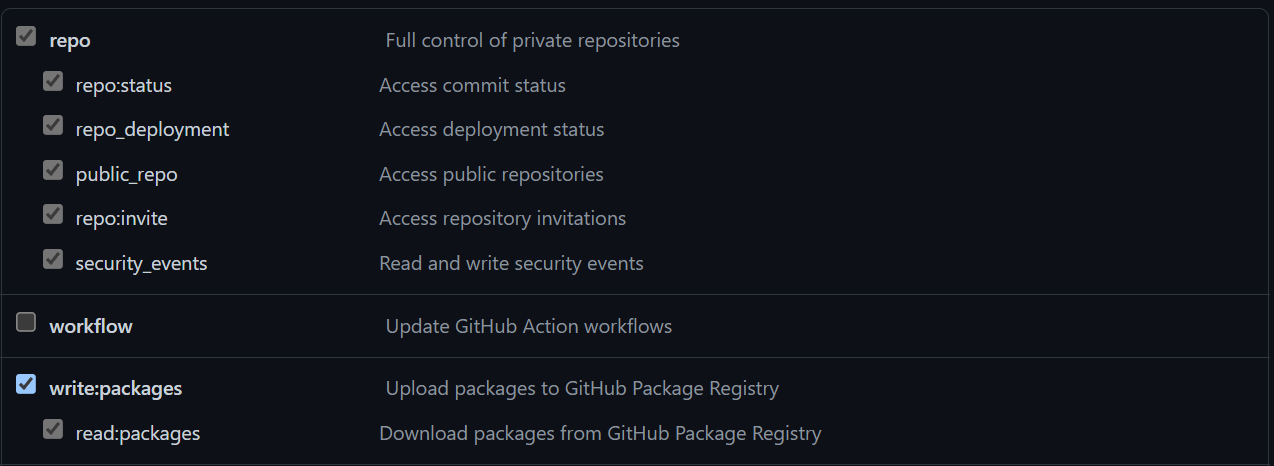 repo Full control of private repositories
repo:status Access commit status
repo_deployment Access deployment status
public_repo Access public repositories
repo:invite Access repository invitations
security_events Read and write security events
workflow Update GitHub Action workflows
write:packages Upload packages to GitHub Package Registry
read:packages Download packages from GitHub Package Registry